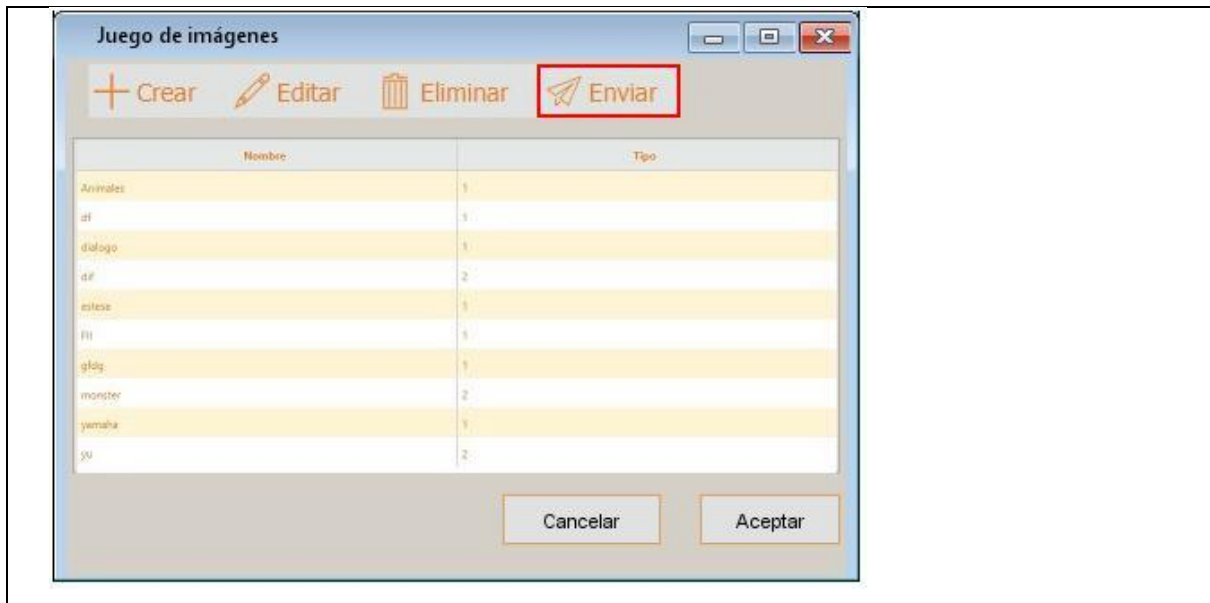 Juego de imágenes
Crear Editar Eliminar Enviar
Nombre Tipo
Animales 1
df 1
dialogo 1
dif 2
estese 1
1
gfdg 1
monster 2
yamaha 1
yu 2
Cancelar Aceptar